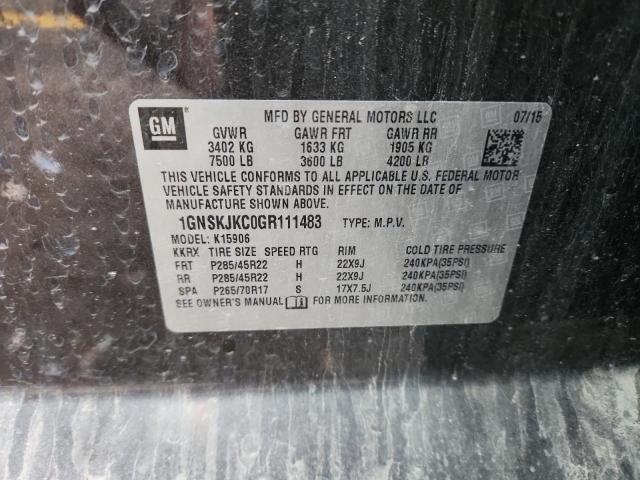 GM
MFD BY GENERAL MOTORS LLC 07/15
GVWR GAWR FRT GAWR RR
3402 KG 1633 KG 1905 KG
7500 LB 3600 LB 4200 LB
THIS VEHICLE CONFORMS TO ALL APPLICABLE U.S. FEDERAL MOTOR
VEHICLE SAFETY STANDARDS IN EFFECT ON THE DATE OF
MANUFACTURE SHOWN ABOVE.
1GNSKJKC0GR111483 TYPE: M.P.V.
MODEL: K15906
KKRX TIRE SIZE SPEED RTG RIM COLD TIRE PRESSURE
FRT P285/45R22 H 22X9J 240KPA(35PSI)
RR P285/45R22 H 22X9J 240KPA(35PSI)
SPA P265/70R17 S 17X7.5J 240KPA(35PSI)
SEE OWNER'S MANUAL FOR MORE INFORMATION.